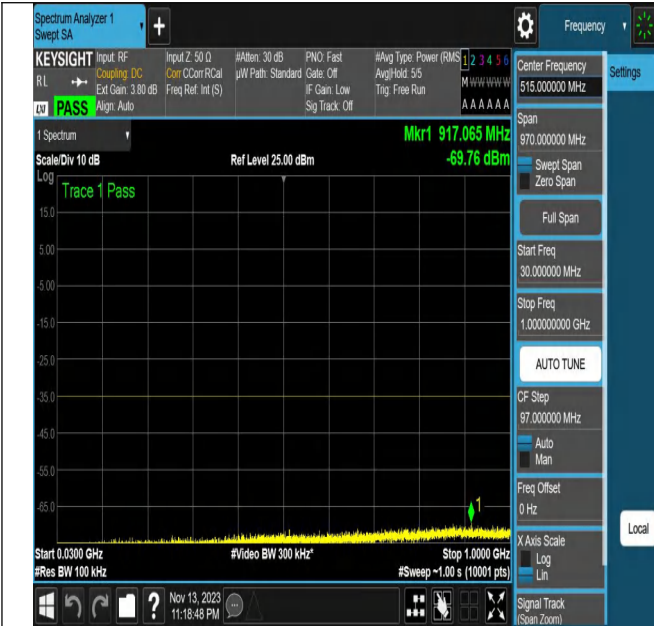 Spectrum Analyzer 1
Swept SA
Frequency
KEYSIGHT
RL
PASS
Input: RF
Coupling: DC
Ext Gain: 3.80 dB
Align: Auto
Input Z: 50 Ω
Corr CCorr RCal
Freq Ref: Int (S)
#Atten: 30 dB
µW Path: Standard
PNO: Fast
Gate: Off
IF Gain: Low
Sig Track: Off
#Avg Type: Power (RMS
Avg|Hold: 5/5
Trig: Free Run
1 2 3 4 5 6
M W W W W W
A A A A A A
1 Spectrum
Scale/Div 10 dB
Log
Ref Level 25.00 dBm
Mkr1 917.065 MHz
-69.76 dBm
Trace 1 Pass
15.0
5.00
-5.00
-15.0
-25.0
-35.0
-45.0
-55.0
-65.0
1
Start 0.0300 GHz
#Res BW 100 kHz
#Video BW 300 kHz*
Stop 1.0000 GHz
#Sweep ~1.00 s (10001 pts)
Nov 13, 2023
11:18:48 PM
?
Center Frequency
515.000000 MHz
Span
970.000000 MHz
Swept Span
Zero Span
Full Span
Start Freq
30.000000 MHz
Stop Freq
1.000000000 GHz
AUTO TUNE
CF Step
97.000000 MHz
Auto
Man
Freq Offset
0 Hz
X Axis Scale
Log
Lin
Signal Track
(Span Zoom)
Settings
Local